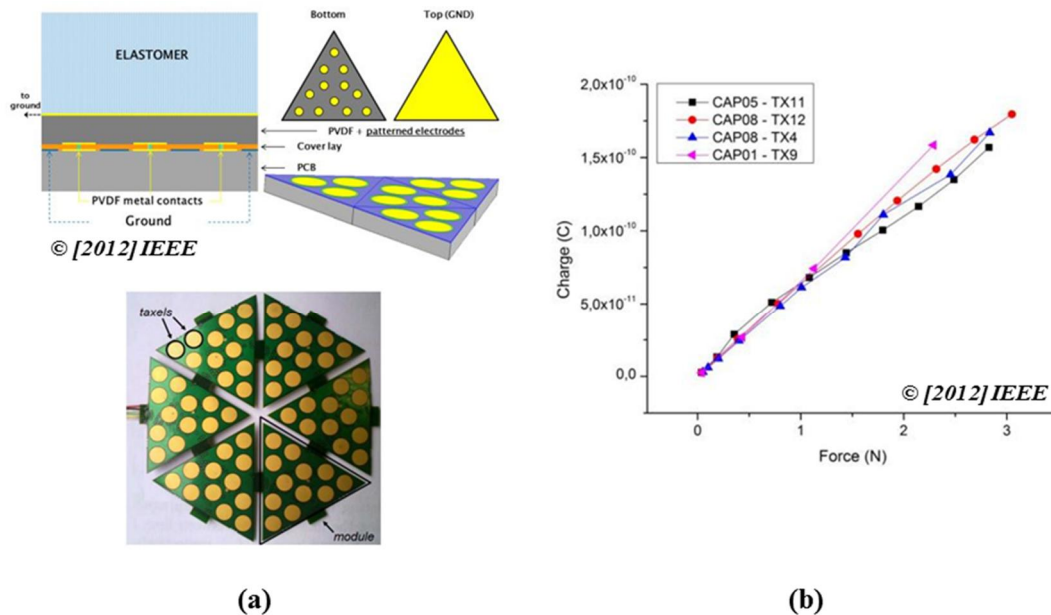 Bottom
Top (GND)
ELASTOMER
to
ground
PVDF + patterned electrodes
Cover lay
PCB
PVDF metal contacts
Ground
© [2012] IEEE
taxels
module
(a)
2,0x10-10
1,5x10-10
1,0x10-10
5,0x10-11
0,0
Charge (C)
CAP05 - TX11
CAP08 - TX12
CAP08 - TX4
CAP01 - TX9
© [2012] IEEE
0 1 2 3
Force (N)
(b)